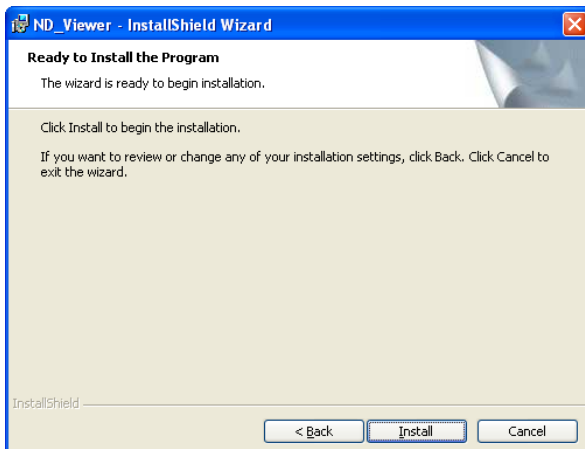 ND_Viewer - InstallShield Wizard
Ready to Install the Program
The wizard is ready to begin installation.
Click Install to begin the installation.
If you want to review or change any of your installation settings, click Back. Click Cancel to
exit the wizard.
InstallShield
< Back Install Cancel